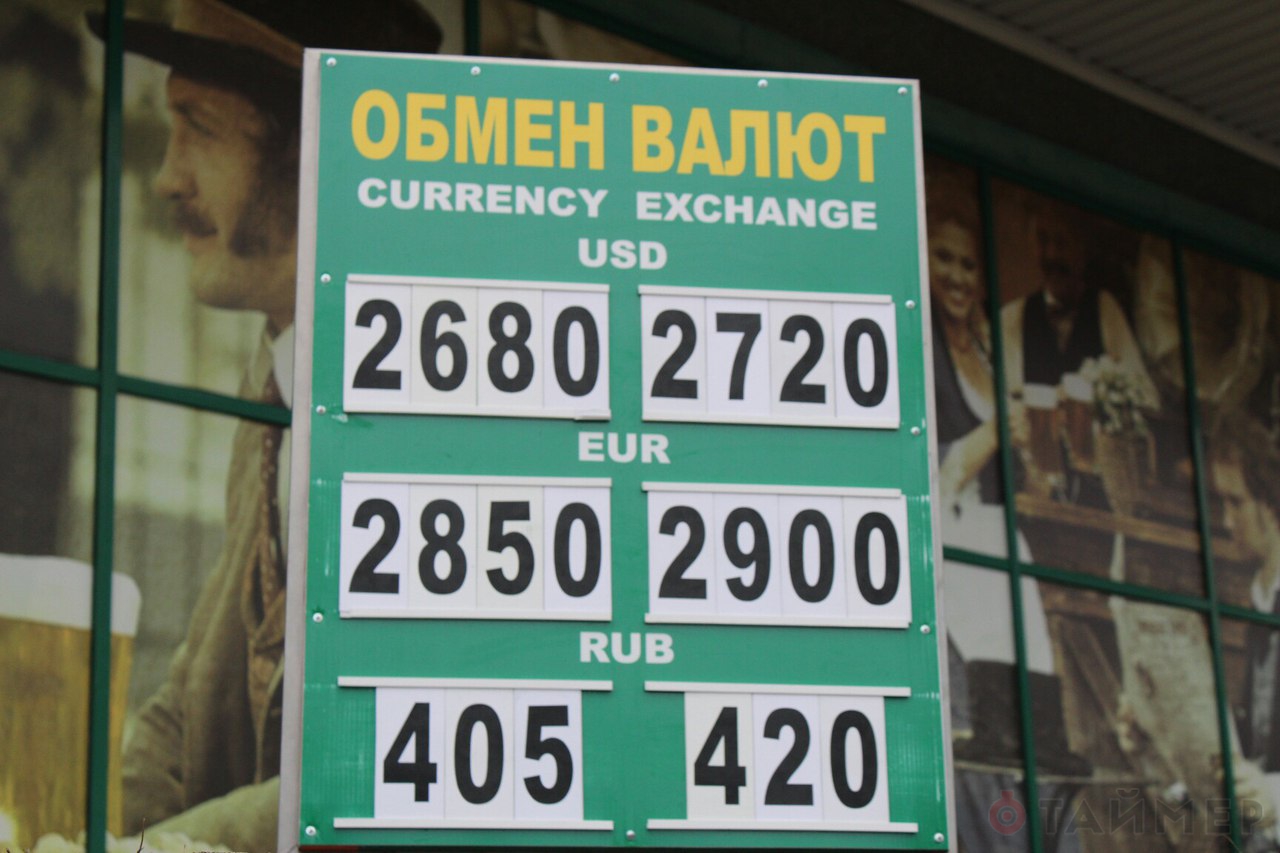 ОБМЕН ВАЛЮТ
CURRENCY EXCHANGE
USD
2680 2720
EUR
2850 2900
RUB
405 420
ТАЙМЕР